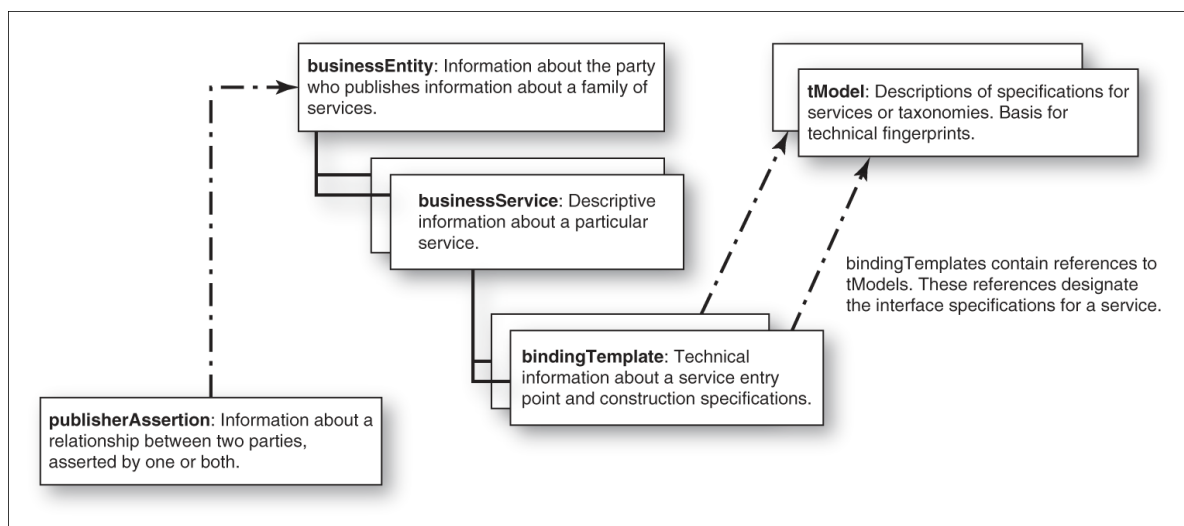 businessEntity: Information about the party
who publishes information about a family of
services.
tModel: Descriptions of specifications for
services or taxonomies. Basis for
technical fingerprints.
businessService: Descriptive
information about a particular
service.
bindingTemplates contain references to
tModels. These references designate
the interface specifications for a service.
bindingTemplate: Technical
information about a service entry
point and construction specifications.
publisherAssertion: Information about a
relationship between two parties,
asserted by one or both.